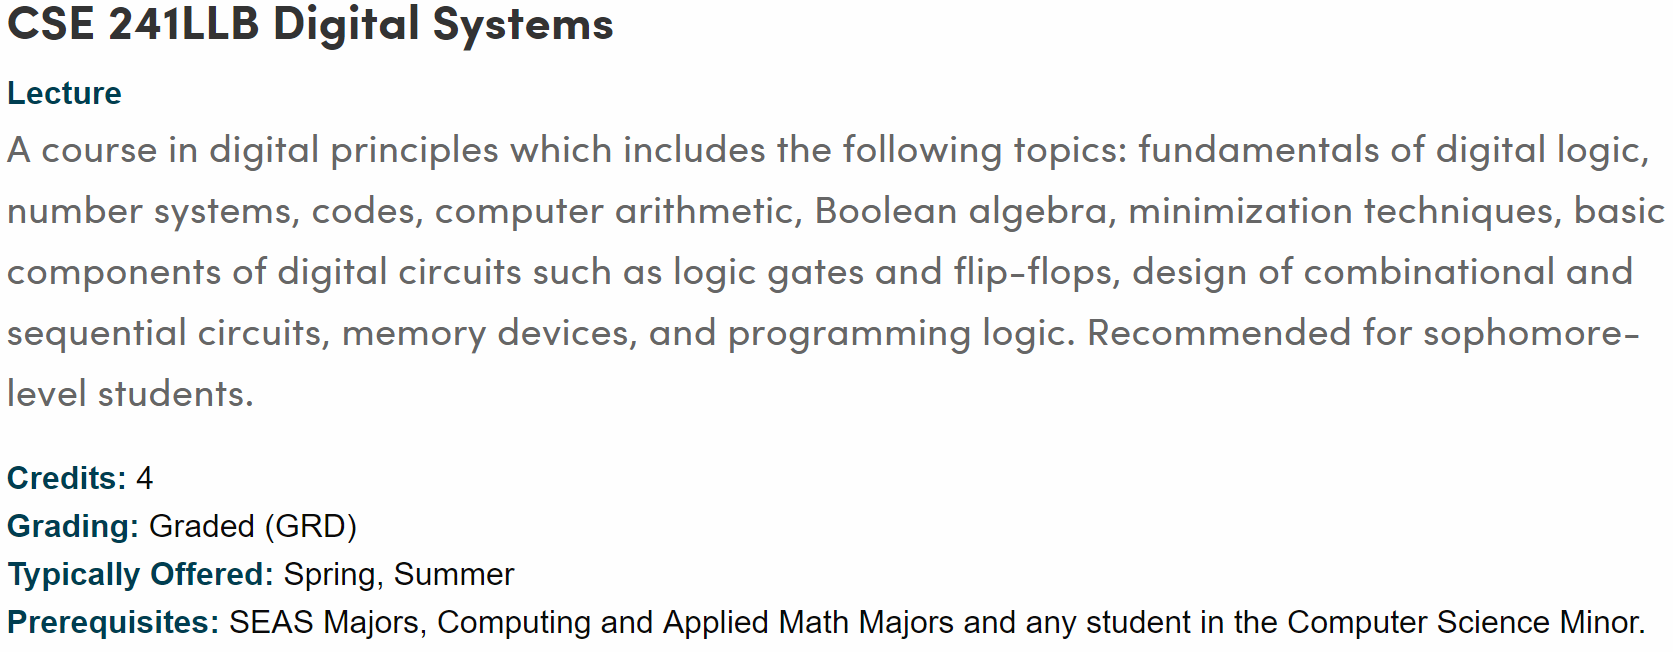 CSE 241LLB Digital Systems
Lecture
A course in digital principles which includes the following topics: fundamentals of digital logic,
number systems, codes, computer arithmetic, Boolean algebra, minimization techniques, basic
components of digital circuits such as logic gates and flip-flops, design of combinational and
sequential circuits, memory devices, and programming logic. Recommended for sophomore-
level students.
Credits: 4
Grading: Graded (GRD)
Typically Offered: Spring, Summer
Prerequisites: SEAS Majors, Computing and Applied Math Majors and any student in the Computer Science Minor.